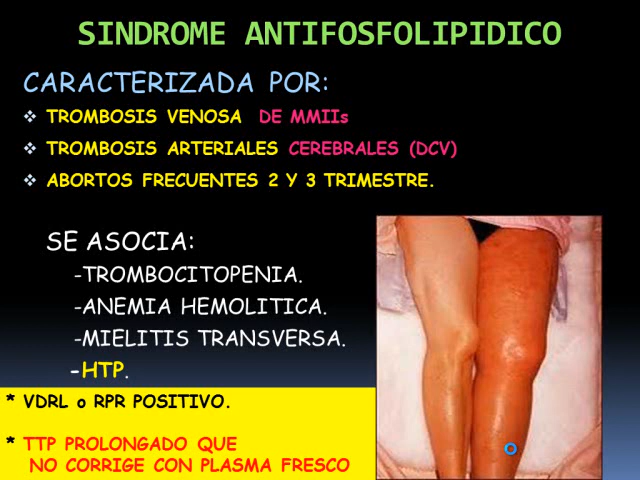 SINDROME ANTIFOSFOLIPIDICO
CARACTERIZADA POR:
❖ TROMBOSIS VENOSA DE MMIIs
❖ TROMBOSIS ARTERIALES CEREBRALES (DCV)
❖ ABORTOS FRECUENTES 2 Y 3 TRIMESTRE.
SE ASOCIA:
-TROMBOCITOPENIA.
-ANEMIA HEMOLITICA.
-MIELITIS TRANSVERSA.
-HTP.
* VDRL o RPR POSITIVO.
* TTP PROLONGADO QUE
NO CORRIGE CON PLASMA FRESCO